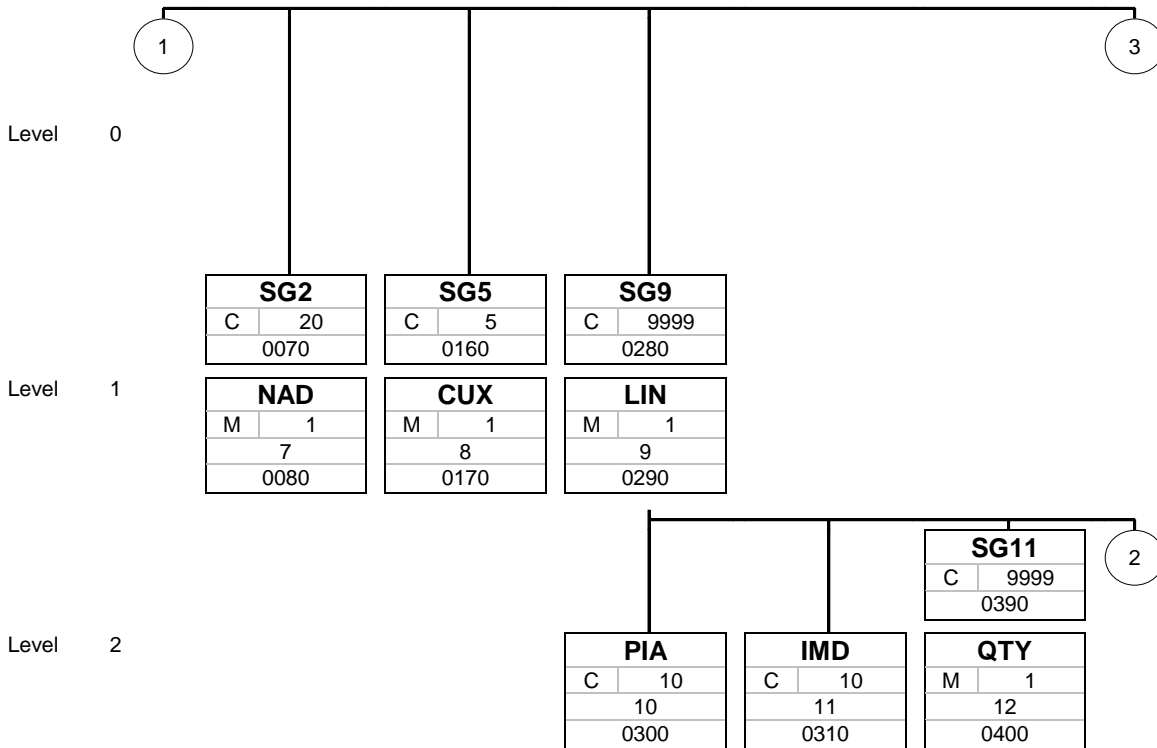 1 3
Level 0
SG2 SG5 SG9
C 20 C 5 C 9999
0070 0160 0280
Level 1
NAD CUX LIN
M 1 M 1 M 1
7 8 9
0080 0170 0290
SG11 2
C 9999
0390
Level 2
PIA IMD QTY
C 10 C 10 M 1
10 11 12
0300 0310 0400